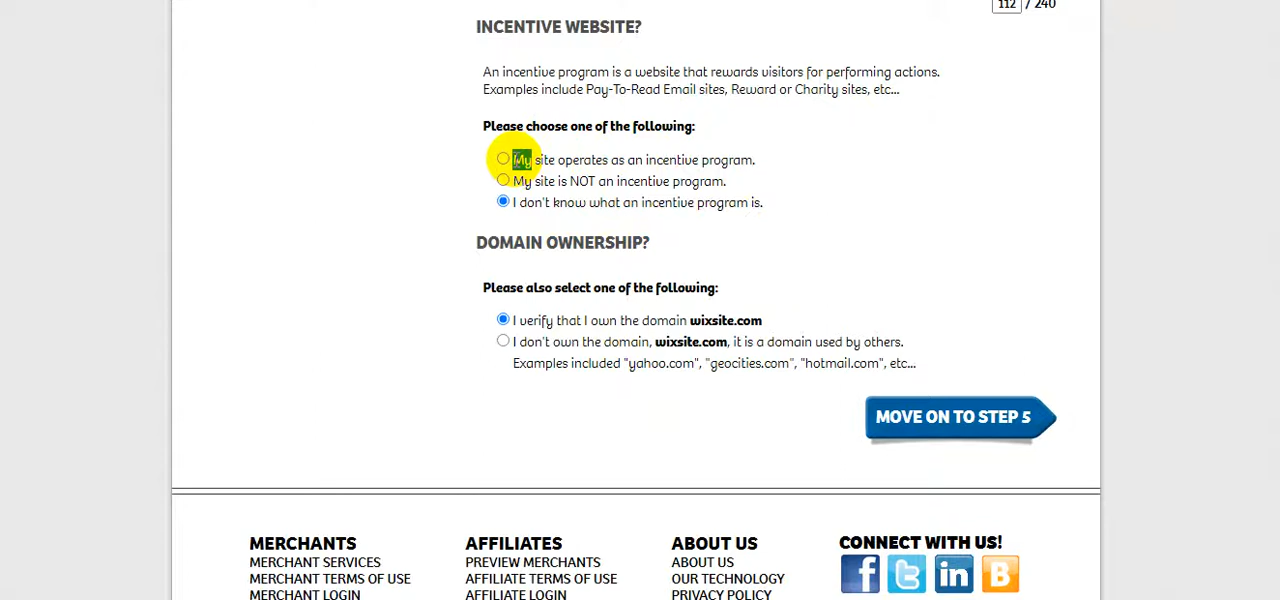 112 / 240
INCENTIVE WEBSITE?
An incentive program is a website that rewards visitors for performing actions.
Examples include Pay-To-Read Email sites, Reward or Charity sites, etc...
Please choose one of the following:
My site operates as an incentive program.
My site is NOT an incentive program.
I don't know what an incentive program is.
DOMAIN OWNERSHIP?
Please also select one of the following:
I verify that I own the domain wixsite.com
I don't own the domain, wixsite.com, it is a domain used by others.
Examples included "yahoo.com", "geocities.com", "hotmail.com", etc...
MOVE ON TO STEP 5
MERCHANTS
MERCHANT SERVICES
MERCHANT TERMS OF USE
MERCHANT LOGIN
AFFILIATES
PREVIEW MERCHANTS
AFFILIATE TERMS OF USE
AFFILIATE LOGIN
ABOUT US
ABOUT US
OUR TECHNOLOGY
PRIVACY POLICY
CONNECT WITH US!